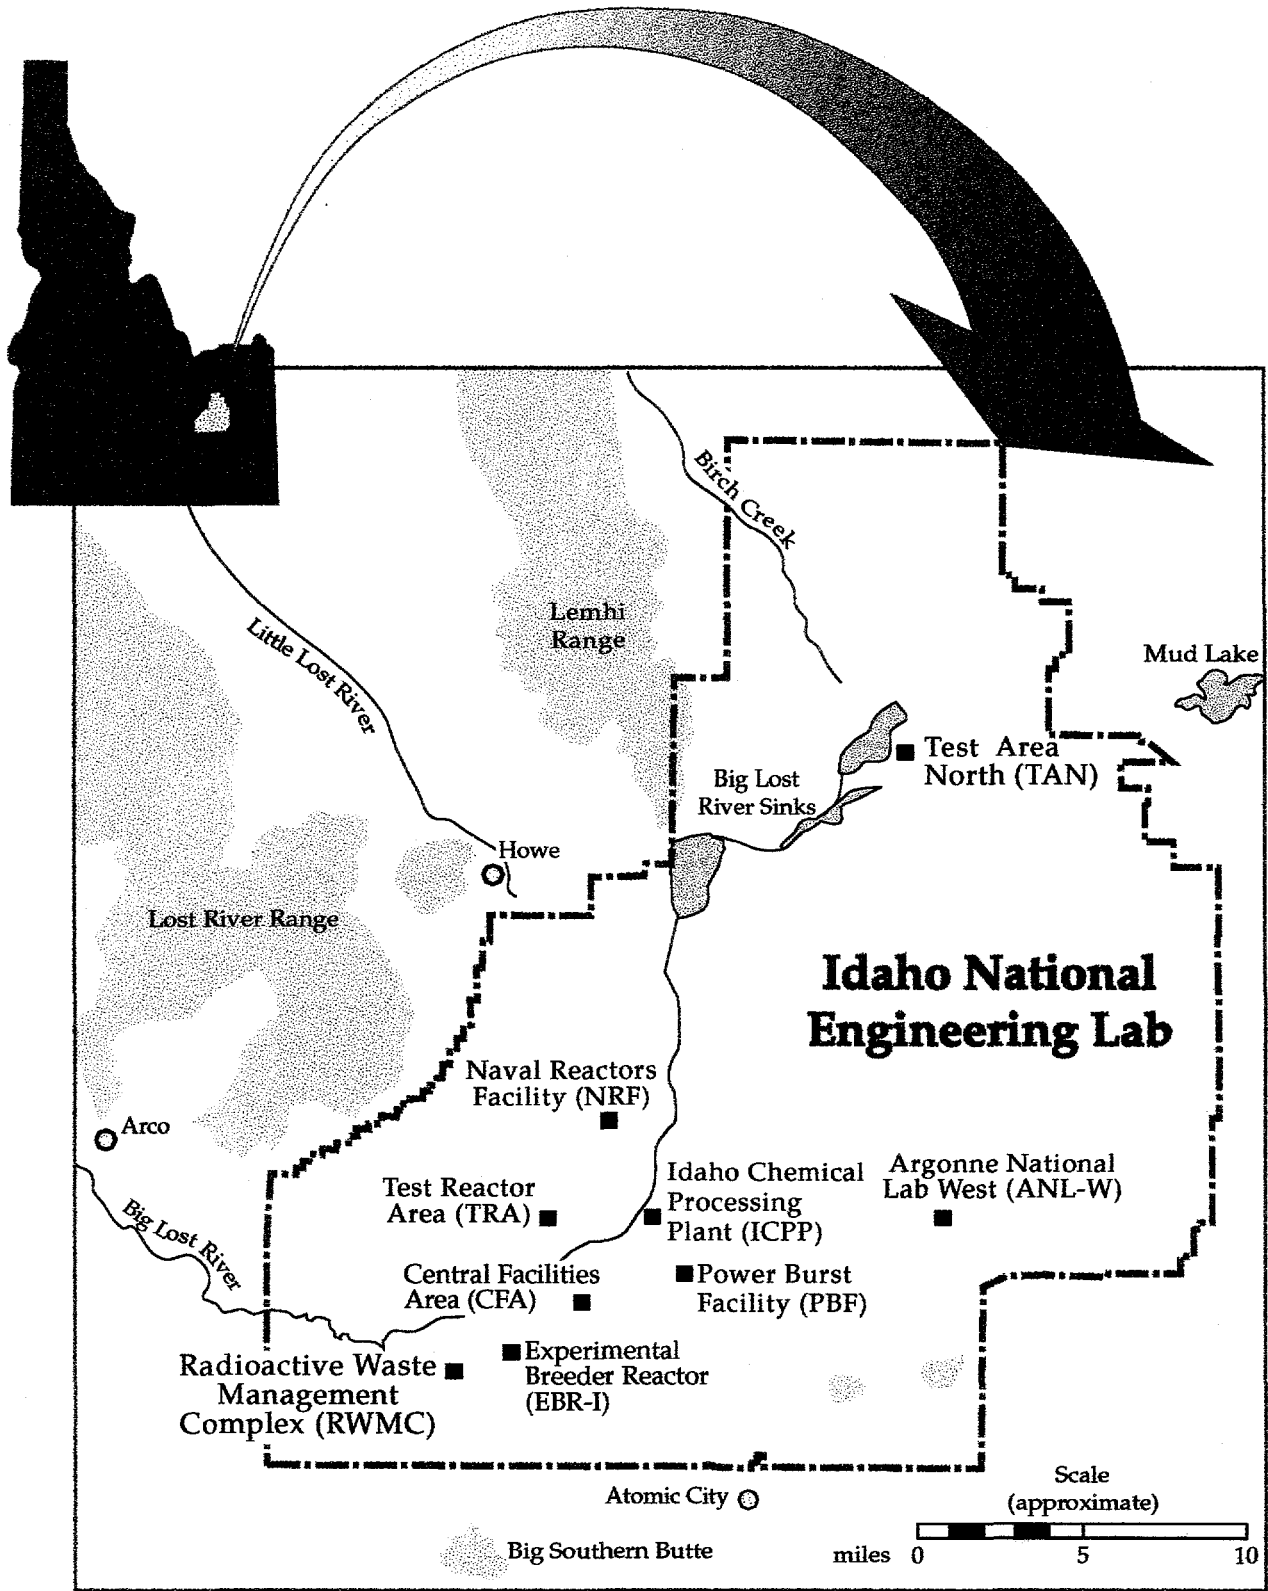 Birch Creek
Lemhi
Range
Little Lost River
Mud Lake
Test Area
North (TAN)
Big Lost
River Sinks
Howe
Lost River Range
Idaho National
Engineering Lab
Naval Reactors
Facility (NRF)
Arco
Idaho Chemical
Processing
Plant (ICPP)
Argonne National
Lab West (ANL-W)
Test Reactor
Area (TRA)
Big Lost River
Central Facilities
Area (CFA)
Power Burst
Facility (PBF)
Experimental
Breeder Reactor
(EBR-I)
Radioactive Waste
Management
Complex (RWMC)
Atomic City
Scale
(approximate)
Big Southern Butte
miles 0 5 10